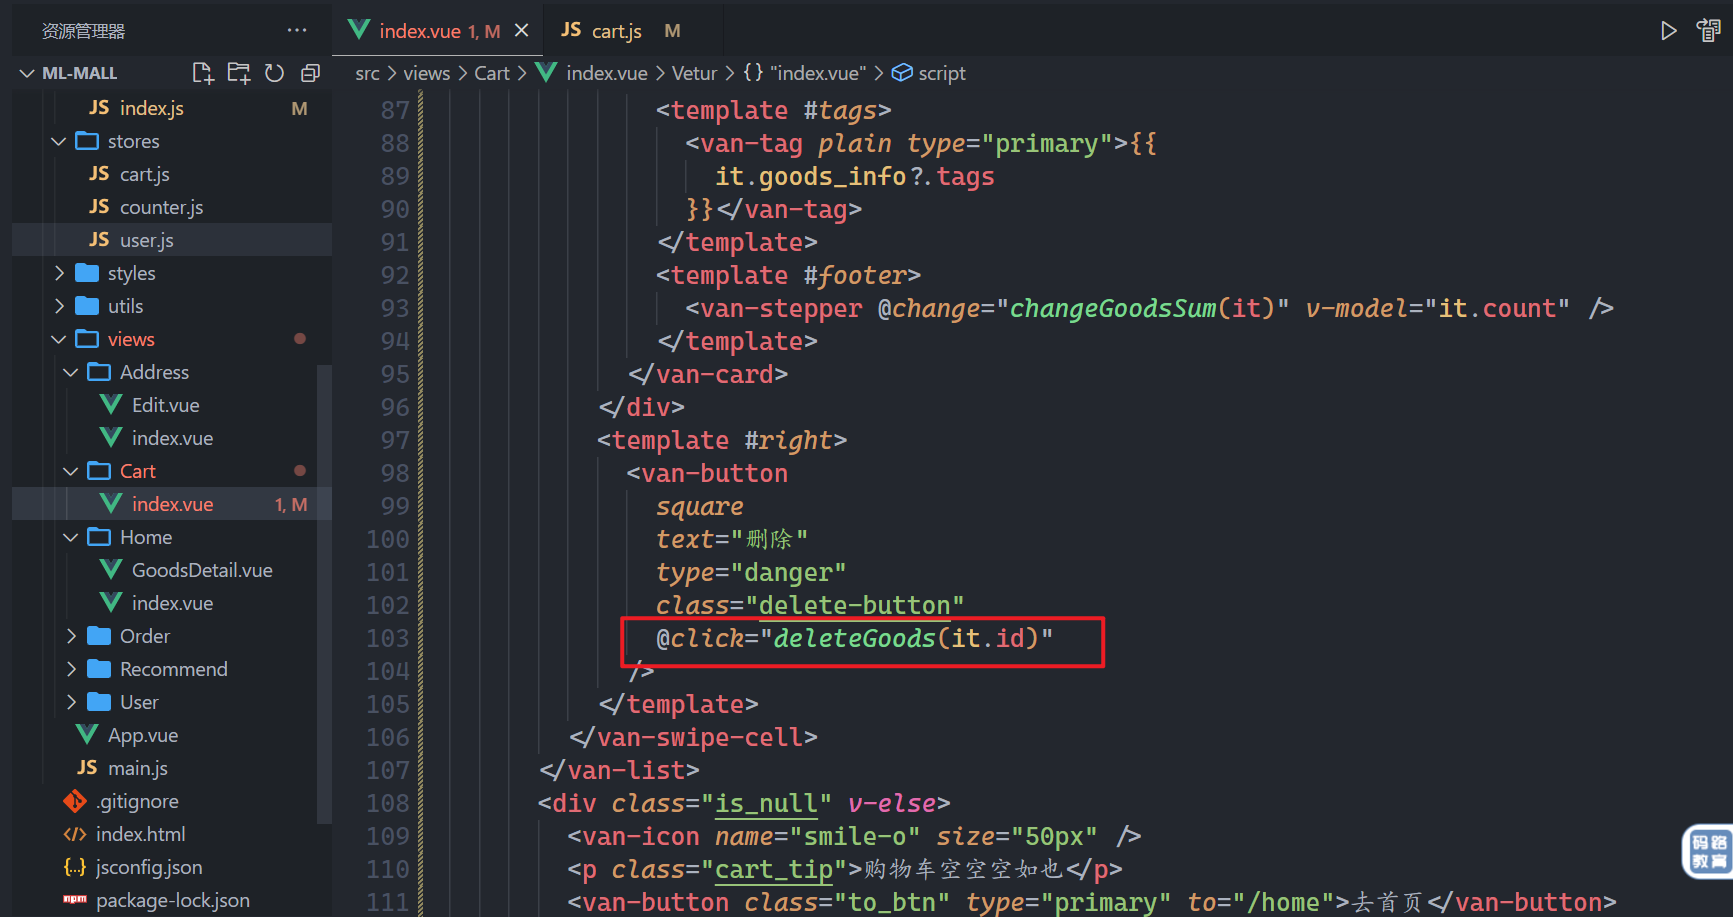 资源管理器 ···
index.vue 1, M ×
JS cart.js M
ML-MALL
src > views > Cart > index.vue > Vetur > {} "index.vue" > script
JS index.js M
stores
JS cart.js
JS counter.js
JS user.js
styles
utils
views
Address
Edit.vue
index.vue
Cart
index.vue 1, M
Home
GoodsDetail.vue
index.vue
Order
Recommend
User
App.vue
JS main.js
.gitignore
index.html
{..} jsconfig.json
npm package-lock.json
87 <template #tags>
88 <van-tag plain type="primary">{{
89 it.goods_info?.tags
90 }}</van-tag>
91 </template>
92 <template #footer>
93 <van-stepper @change="changeGoodsSum(it)" v-model="it.count" />
94 </template>
95 </van-card>
96 </div>
97 <template #right>
98 <van-button
99 square
100 text="删除"
101 type="danger"
102 class="delete-button"
103 @click="deleteGoods(it.id)"
104 />
105 </template>
106 </van-swipe-cell>
107 </van-list>
108 <div class="is_null" v-else>
109 <van-icon name="smile-o" size="50px" />
110 <p class="cart_tip">购物车空空空如也</p>
111 <van-button class="to_btn" type="primary" to="/home">去首页</van-button>
码路
教育